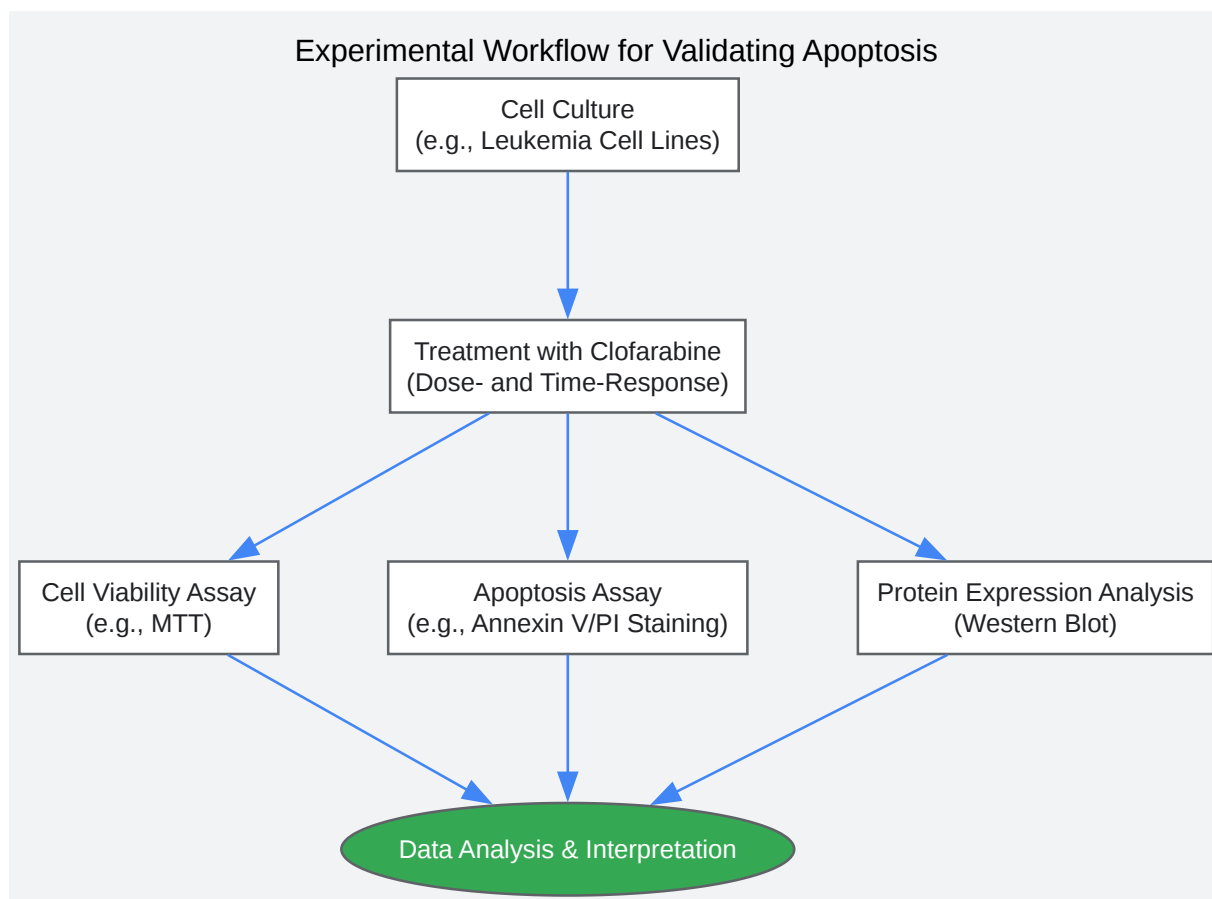 Experimental Workflow for Validating Apoptosis
Cell Culture
(e.g., Leukemia Cell Lines)
Treatment with Clofarabine
(Dose- and Time-Response)
Cell Viability Assay
(e.g., MTT)
Apoptosis Assay
(e.g., Annexin V/PI Staining)
Protein Expression Analysis
(Western Blot)
Data Analysis & Interpretation